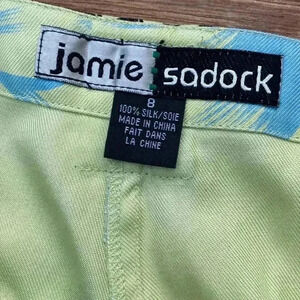 jamie sadock
8
100% SILK/SOIE
MADE IN CHINA
FAIT DANS
LA CHINE